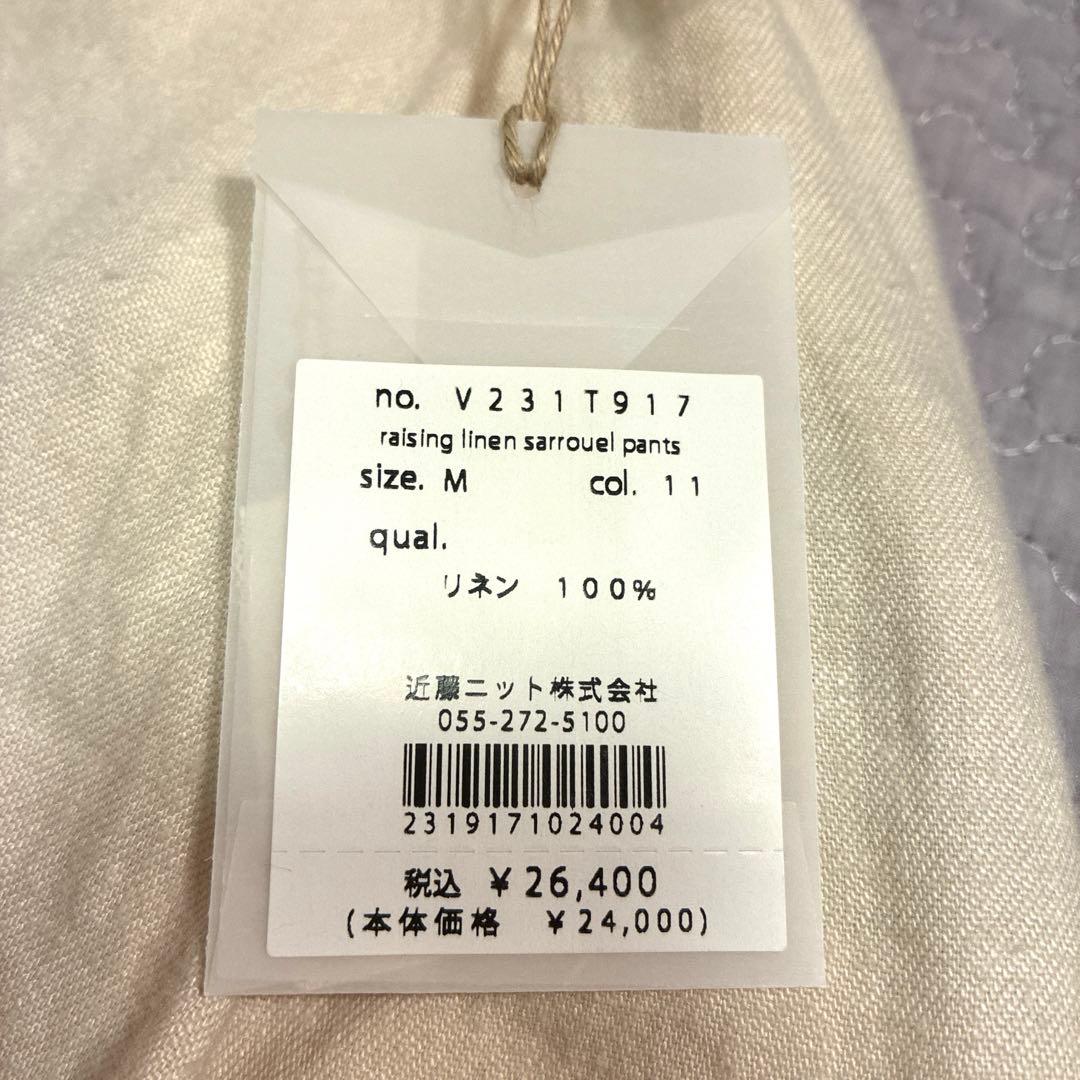 no. V231T917
raising linen sarrouel pants
size. M col. 11
qual.
リネン 100%
近藤ニット株式会社
055-272-5100
2319171024004
税込 ¥26,400
(本体価格 ¥24,000)